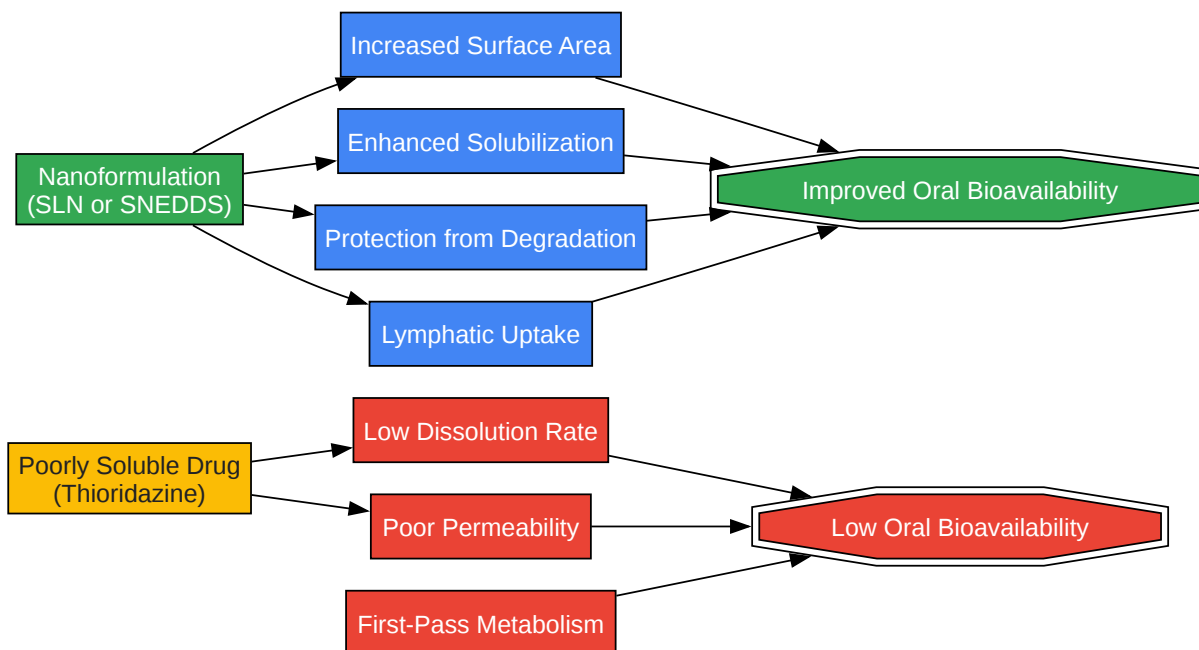 Increased Surface Area
Enhanced Solubilization
Nanoformulation
(SLN or SNEDDS)
Improved Oral Bioavailability
Protection from Degradation
Lymphatic Uptake
Low Dissolution Rate
Poorly Soluble Drug
(Thioridazine)
Poor Permeability
Low Oral Bioavailability
First-Pass Metabolism